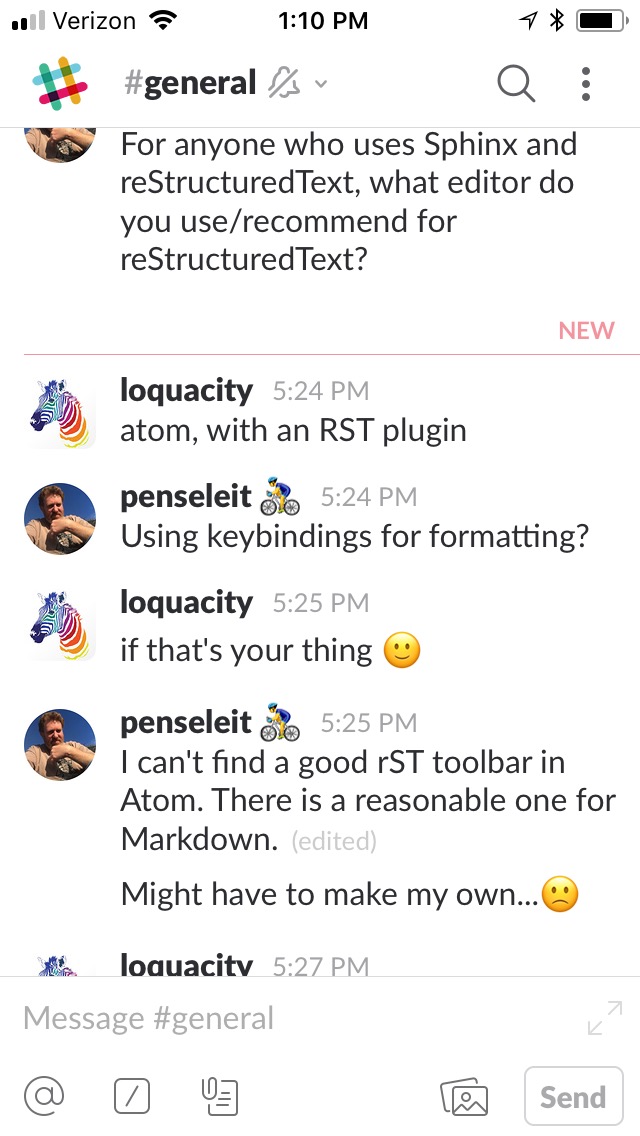 Verizon 1:10 PM
#general
For anyone who uses Sphinx and
reStructuredText, what editor do
you use/recommend for
reStructuredText?
NEW
loquacity 5:24 PM
atom, with an RST plugin
penseleit 5:24 PM
Using keybindings for formatting?
loquacity 5:25 PM
if that's your thing 🙂
penseleit 5:25 PM
I can't find a good rST toolbar in
Atom. There is a reasonable one for
Markdown. (edited)
Might have to make my own...🙁
loquacity 5:27 PM
Message #general
@ /
Send